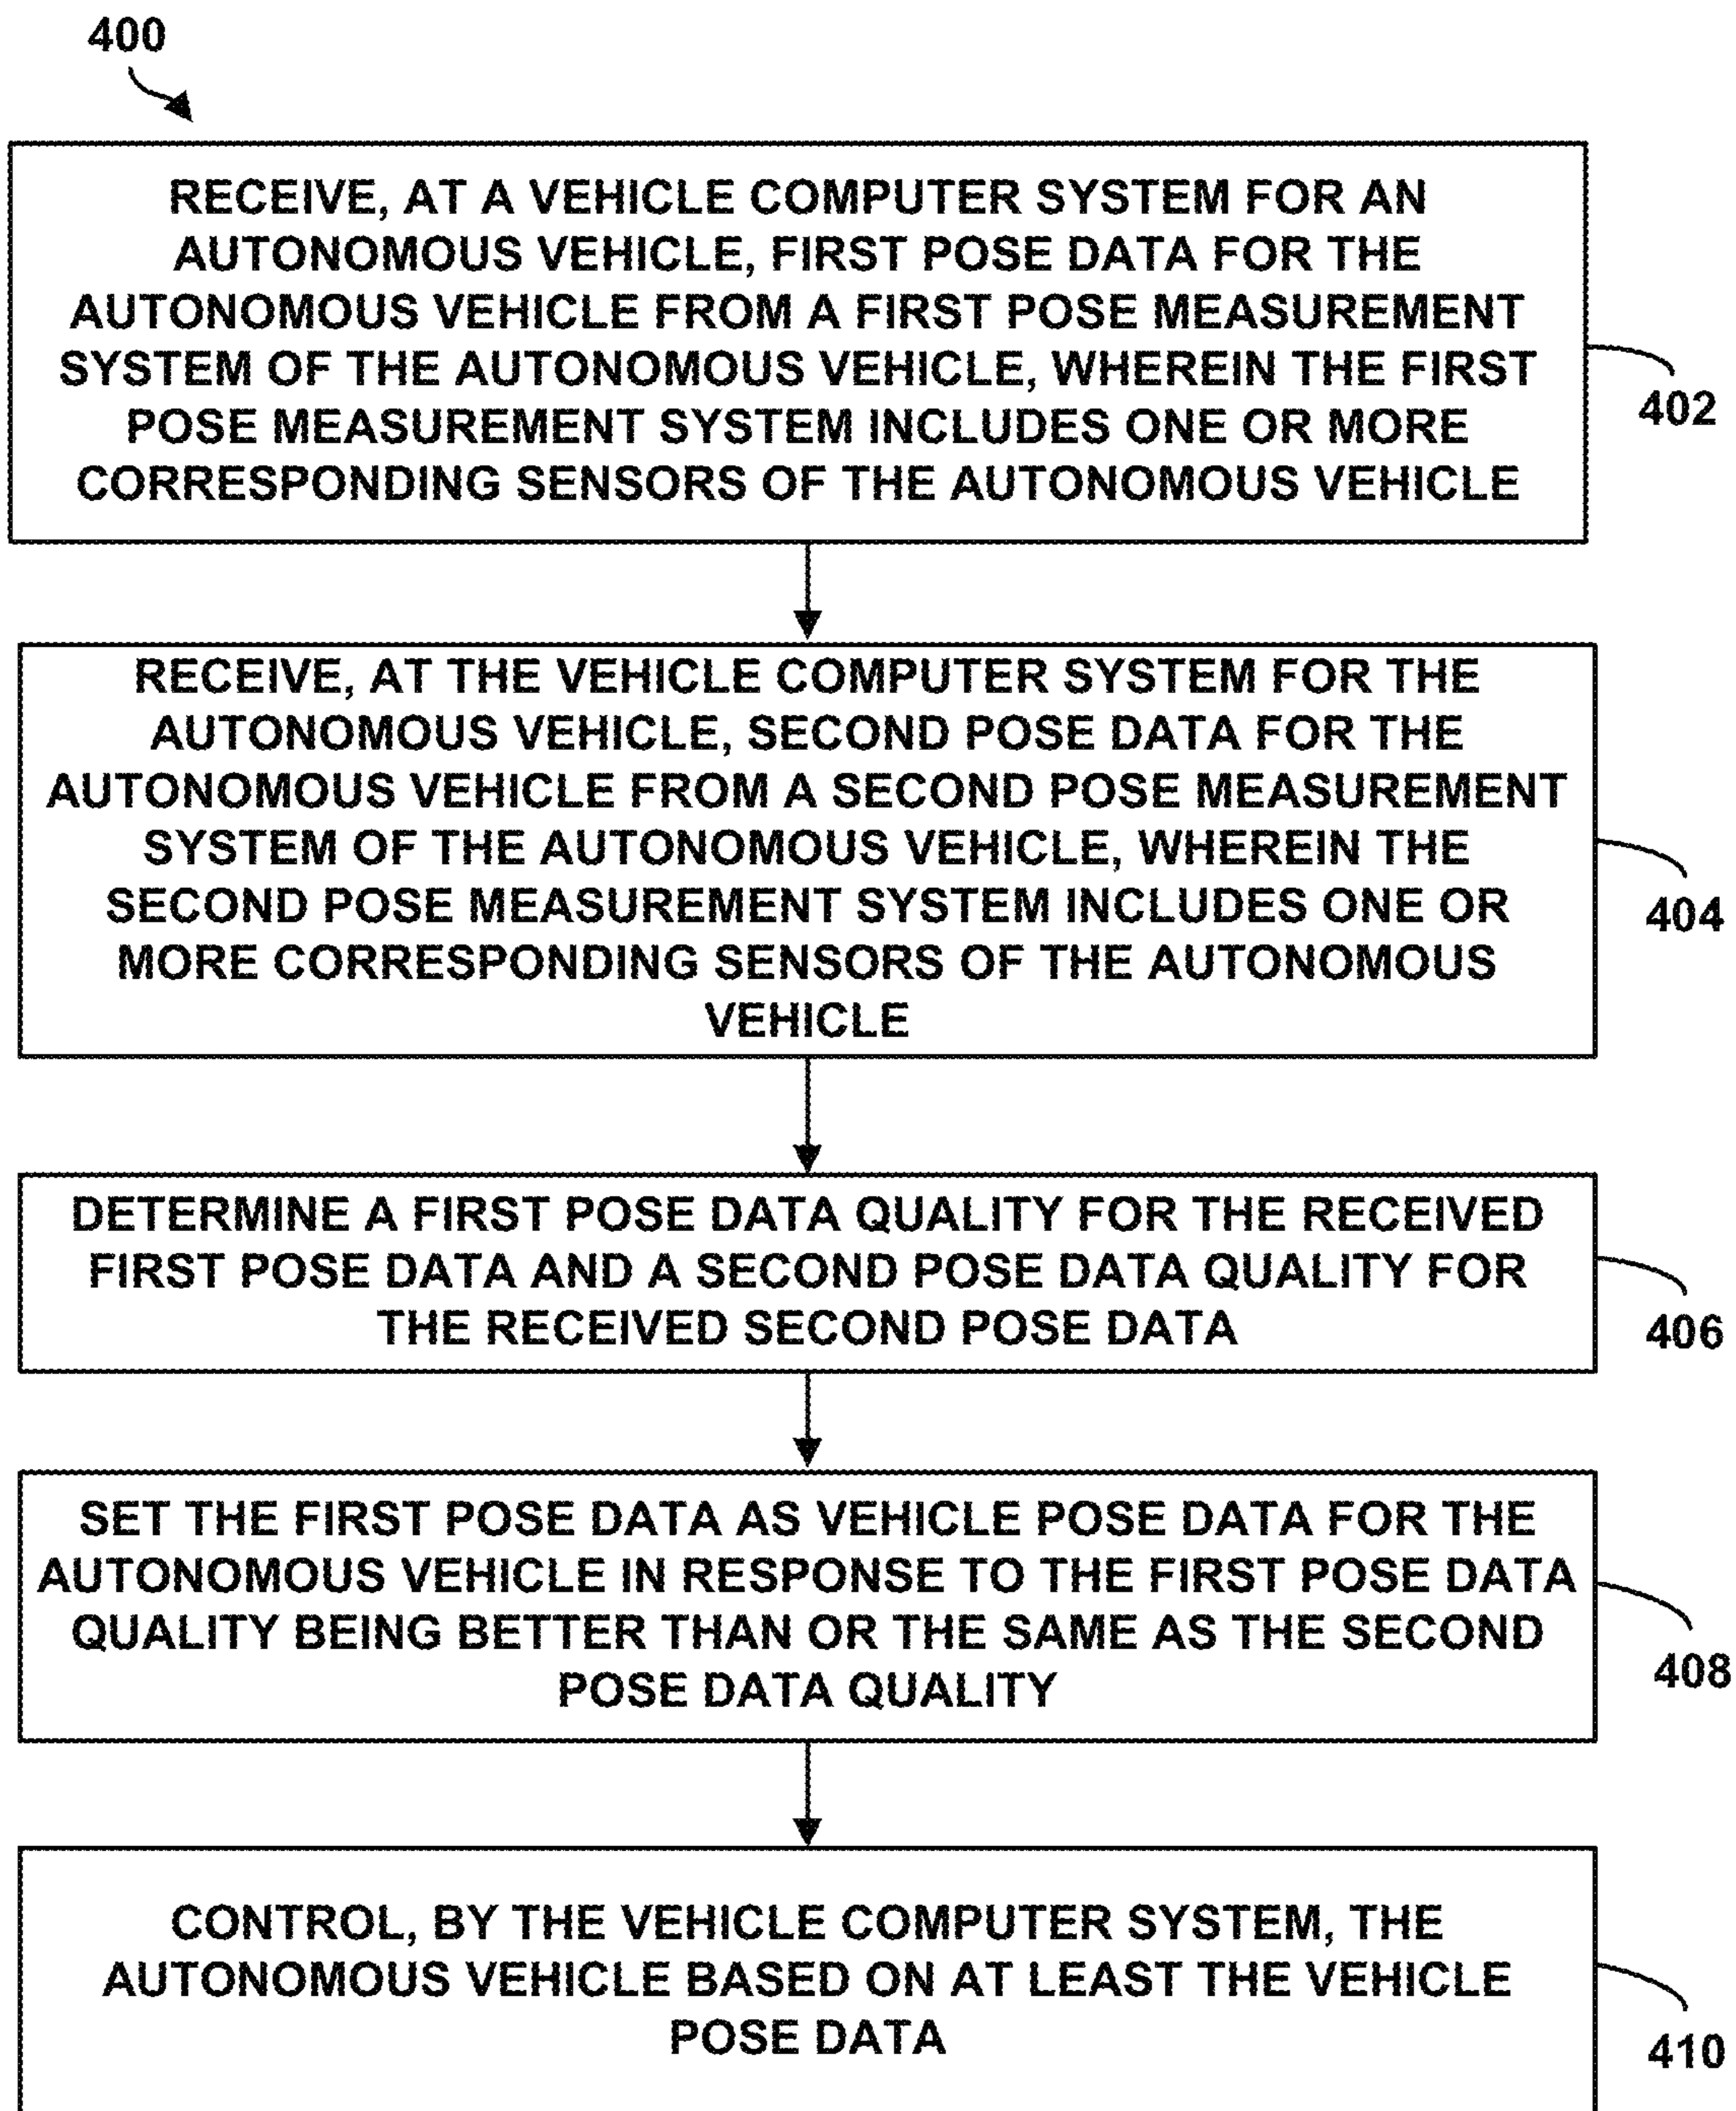 400
RECEIVE, AT A VEHICLE COMPUTER SYSTEM FOR AN
AUTONOMOUS VEHICLE, FIRST POSE DATA FOR THE
AUTONOMOUS VEHICLE FROM A FIRST POSE MEASUREMENT
SYSTEM OF THE AUTONOMOUS VEHICLE, WHEREIN THE FIRST
POSE MEASUREMENT SYSTEM INCLUDES ONE OR MORE
CORRESPONDING SENSORS OF THE AUTONOMOUS VEHICLE
402
RECEIVE, AT THE VEHICLE COMPUTER SYSTEM FOR THE
AUTONOMOUS VEHICLE, SECOND POSE DATA FOR THE
AUTONOMOUS VEHICLE FROM A SECOND POSE MEASUREMENT
SYSTEM OF THE AUTONOMOUS VEHICLE, WHEREIN THE
SECOND POSE MEASUREMENT SYSTEM INCLUDES ONE OR
MORE CORRESPONDING SENSORS OF THE AUTONOMOUS
VEHICLE
404
DETERMINE A FIRST POSE DATA QUALITY FOR THE RECEIVED
FIRST POSE DATA AND A SECOND POSE DATA QUALITY FOR
THE RECEIVED SECOND POSE DATA
406
SET THE FIRST POSE DATA AS VEHICLE POSE DATA FOR THE
AUTONOMOUS VEHICLE IN RESPONSE TO THE FIRST POSE DATA
QUALITY BEING BETTER THAN OR THE SAME AS THE SECOND
POSE DATA QUALITY
408
CONTROL, BY THE VEHICLE COMPUTER SYSTEM, THE
AUTONOMOUS VEHICLE BASED ON AT LEAST THE VEHICLE
POSE DATA
410